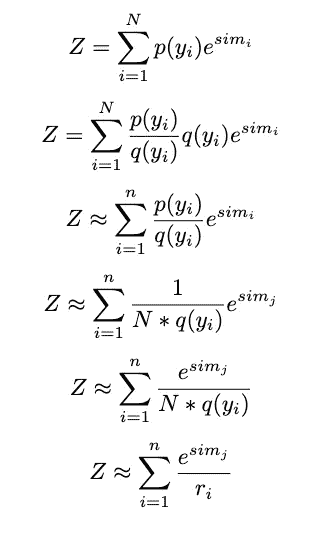 Z = \sum_{i=1}^{N} p(y_i)e^{sim_i}
Z = \sum_{i=1}^{N} \frac{p(y_i)}{q(y_i)} q(y_i)e^{sim_i}
Z \approx \sum_{i=1}^{n} \frac{p(y_i)}{q(y_i)} e^{sim_i}
Z \approx \sum_{i=1}^{n} \frac{1}{N * q(y_i)} e^{sim_j}
Z \approx \sum_{i=1}^{n} \frac{e^{sim_j}}{N * q(y_i)}
Z \approx \sum_{i=1}^{n} \frac{e^{sim_j}}{r_i}